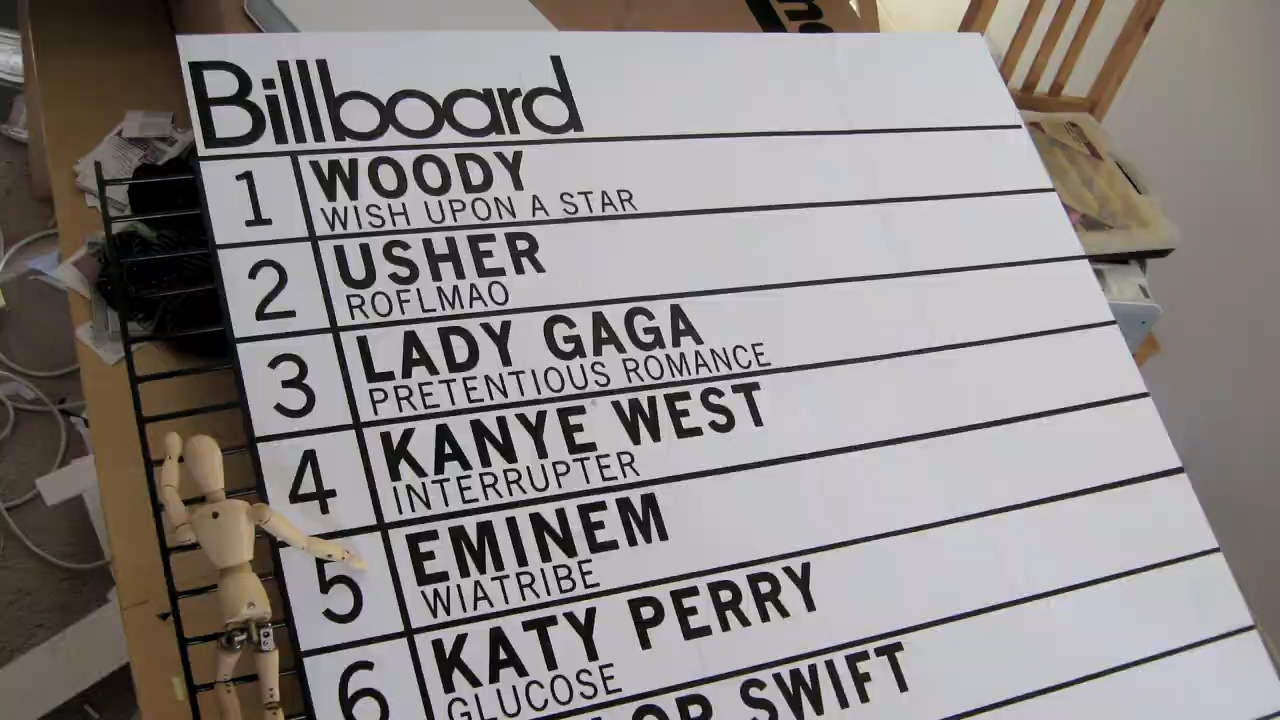 Billboard
1 WOODY
WISH UPON A STAR
2 USHER
ROFLMAO
3 LADY GAGA
PRETENTIOUS ROMANCE
4 KANYE WEST
INTERRUPTER
5 EMINEM
WIATRIBE
6 KATY PERRY
GLUCOSE
SWIFT